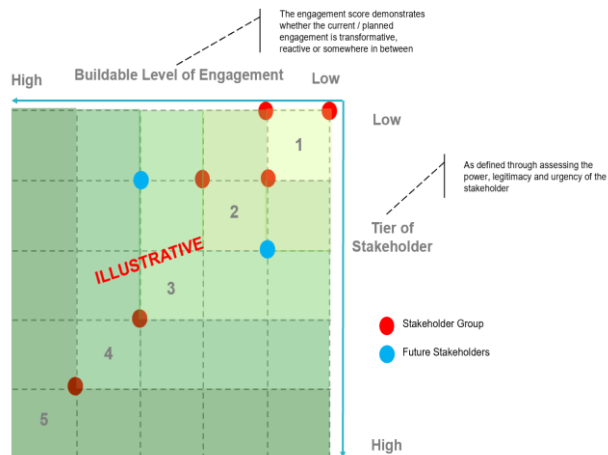 The engagement score demonstrates
whether the current / planned
engagement is transformative,
reactive or somewhere in between
Buildable Level of Engagement
High
Low
Low
1
As defined through assessing the
power, legitimacy and urgency of the
stakeholder
2
Tier of
Stakeholder
ILLUSTRATIVE
3
Stakeholder Group
Future Stakeholders
4
5
High